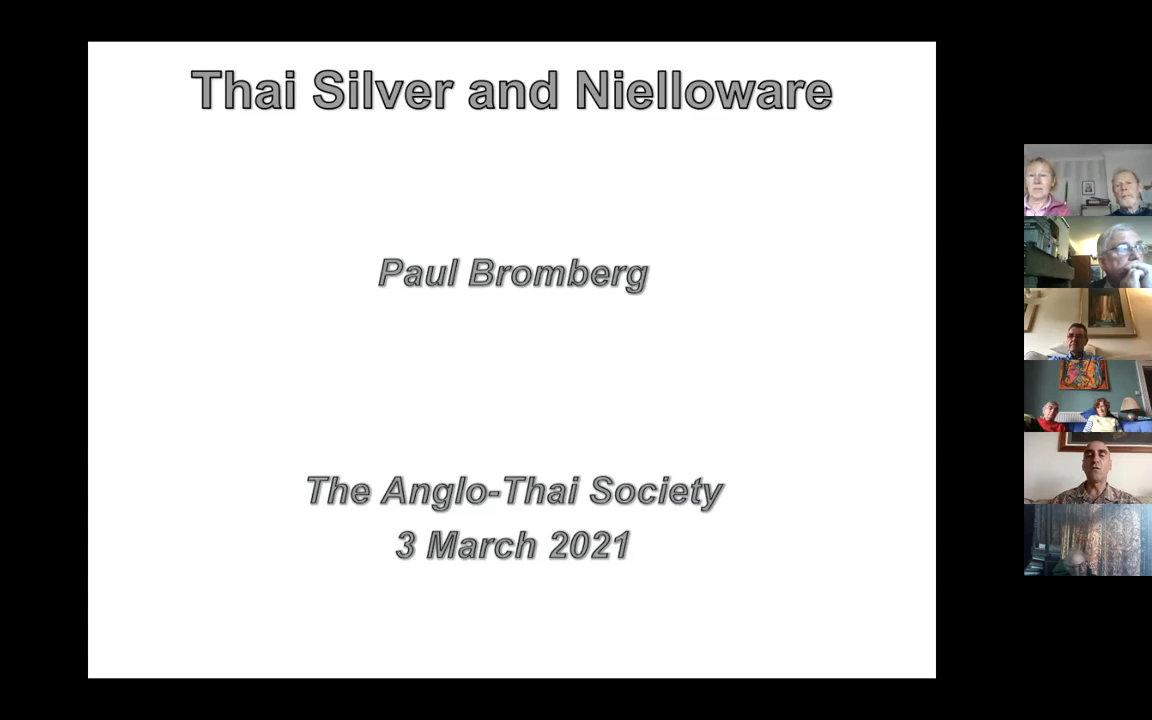 Thai Silver and Nielloware
Paul Bromberg
The Anglo-Thai Society
3 March 2021